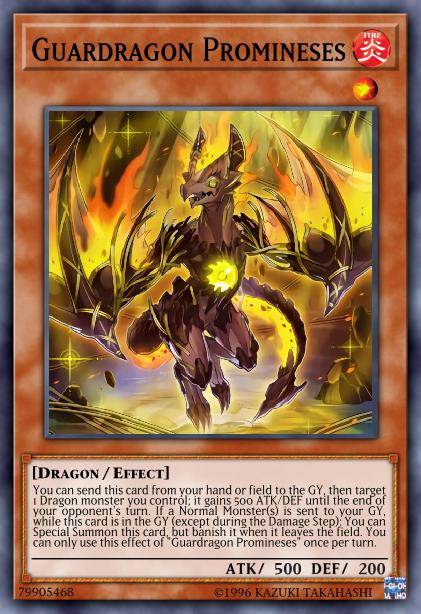 GUARDRAGON PROMINESES
FIRE
炎
[DRAGON / EFFECT]
You can send this card from your hand or field to the GY, then target
1 Dragon monster you control; it gains 500 ATK/DEF until the end of
your opponent's turn. If a Normal Monster(s) is sent to your GY,
while this card is in the GY (except during the Damage Step): You can
Special Summon this card, but banish it when it leaves the field. You
can only use this effect of "Guardragon Promineses" once per turn.
ATK/ 500 DEF/ 200
79905468 ©1996 KAZUKI TAKAHASHI